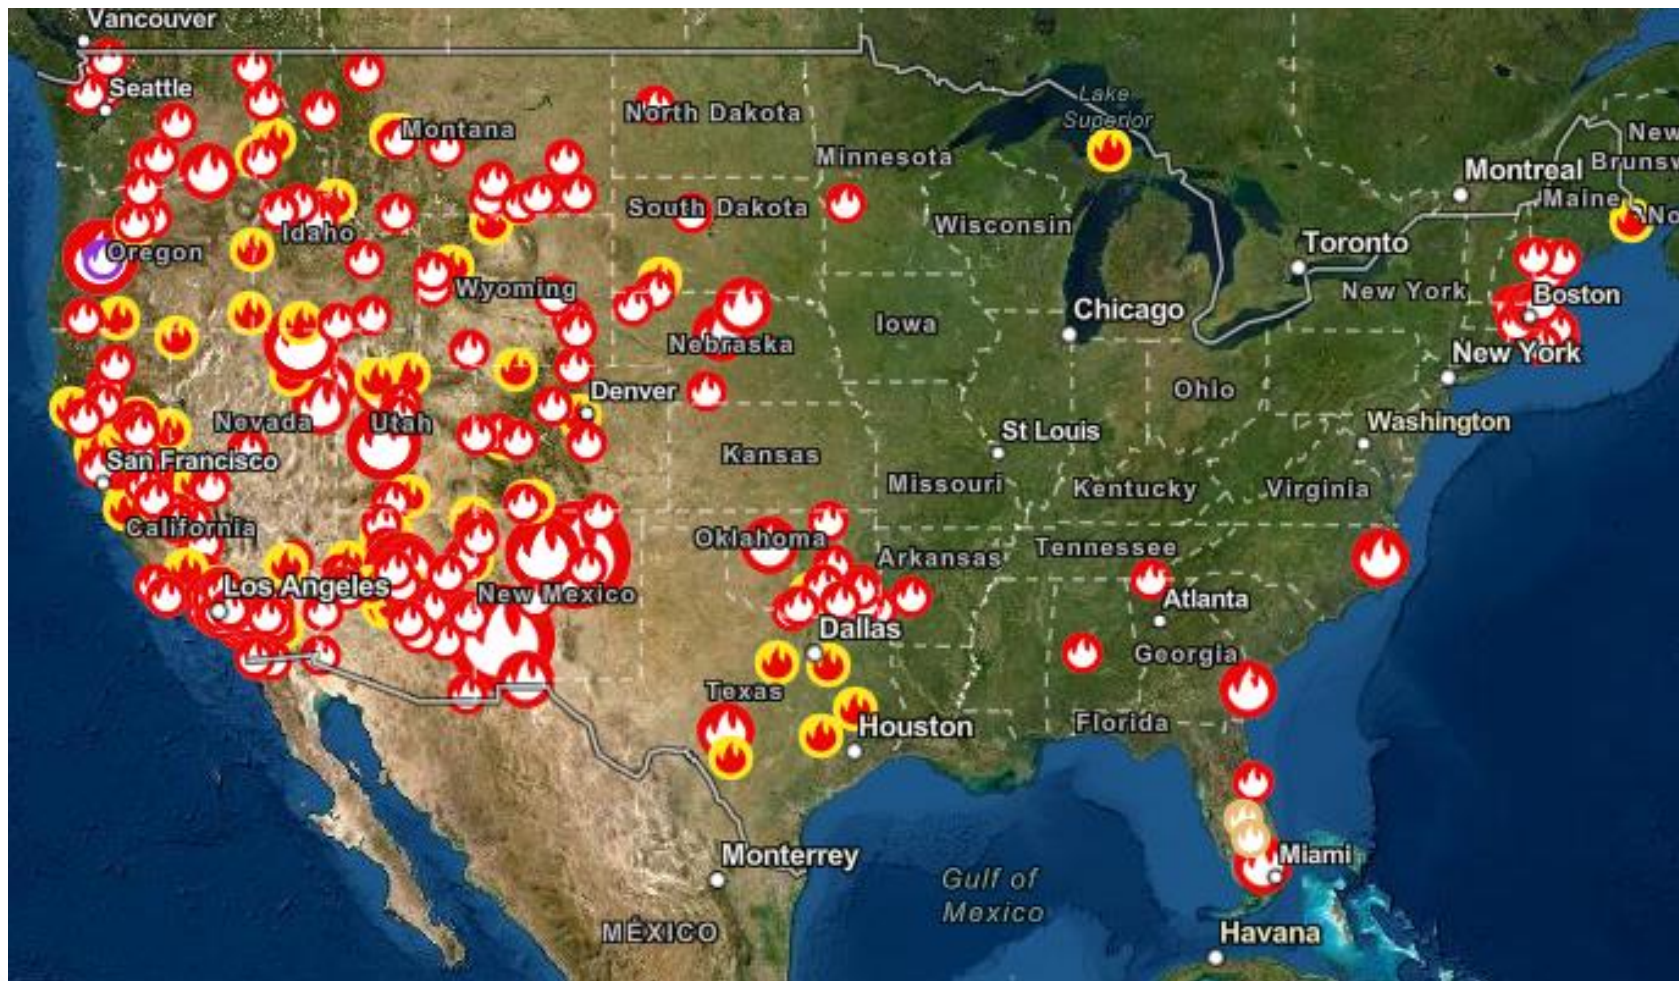 Vancouver
Seattle
Montana
North Dakota
Minnesota
Lake
Superior
Montreal
New
Brunsw
Maine
No
Oregon
Idaho
South Dakota
Wisconsin
Toronto
Wyoming
New York
Boston
Chicago
Iowa
Nebraska
New York
Denver
Ohio
Nevada
Utah
St Louis
Washington
San Francisco
Kansas
Missouri
Kentucky
Virginia
California
Oklahoma
Arkansas
Tennessee
Los Angeles
New Mexico
Atlanta
Dallas
Georgia
Texas
Houston
Florida
Monterrey
Miami
Gulf of
Mexico
MÉXICO
Havana